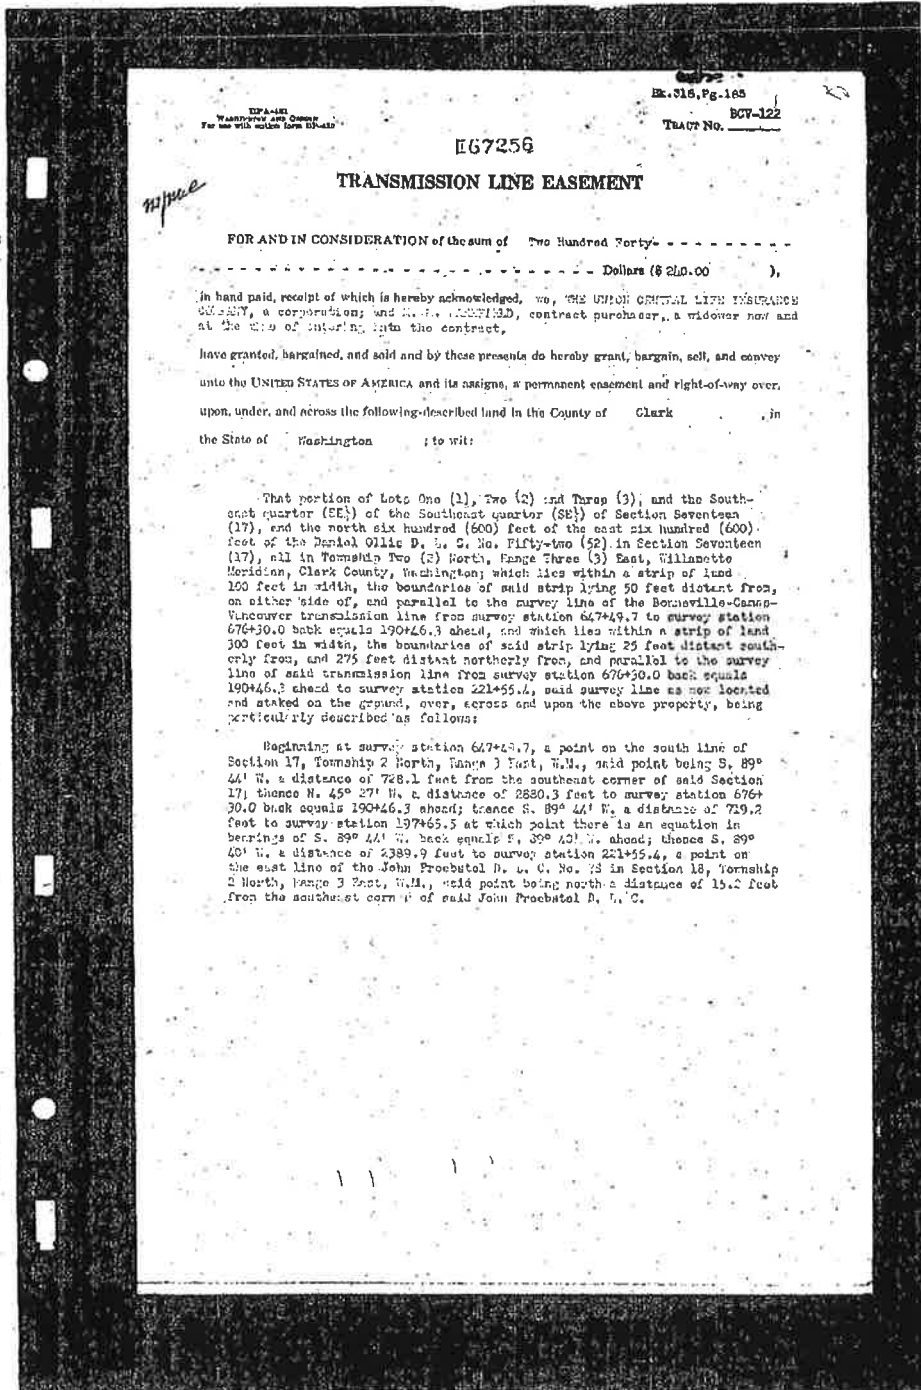 Bk.316,Pg.165
BCV-122
TRACT No.
WASHINGTON AND OREGON
E67256
TRANSMISSION LINE EASEMENT
FOR AND IN CONSIDERATION of the sum of Two Hundred Forty- - - - - - - - - -
- - - - - - - - - - - - - - - - - - - - - - - - - - Dollars ($ 240.00 ),
in hand paid, receipt of which is hereby acknowledged, we, THE UNION CENTRAL LIFE INSURANCE
COMPANY, a corporation; and contract purchaser, a widower now and
at the time of entering into the contract,
have granted, bargained, and sold and by these presents do hereby grant, bargain, sell, and convey
unto the UNITED STATES OF AMERICA and its assigns, a permanent easement and right-of-way over,
upon, under, and across the following-described land in the County of Clark , in
the State of Washington ; to wit:
That portion of Lots One (1), Two (2) and Three (3), and the South-
east quarter (SE¼) of the Southeast quarter (SE¼) of Section Seventeen
(17), and the north six hundred (600) feet of the east six hundred (600)
feet of the Daniel Ollis D. L. C. No. Fifty-two (52) in Section Seventeen
(17), all in Township Two (2) North, Range Three (3) East, Willamette
Meridian, Clark County, Washington; which lies within a strip of land
100 feet in width, the boundaries of said strip lying 50 feet distant from,
on either side of, and parallel to the survey line of the Bonneville-Camas-
Vancouver transmission line from survey station 647+49.7 to survey station
676+30.0 back equals 190+46.3 ahead, and which lies within a strip of land
300 feet in width, the boundaries of said strip lying 25 feet distant south-
erly from, and 275 feet distant northerly from, and parallel to the survey
line of said transmission line from survey station 676+30.0 back equals
190+46.3 ahead to survey station 221+55.4, said survey line as now located
and staked on the ground, over, across and upon the above property, being
particularly described as follows:
Beginning at survey station 647+49.7, a point on the south line of
Section 17, Township 2 North, Range 3 East, W.M., said point being S. 89°
44' W. a distance of 728.1 feet from the southeast corner of said Section
17; thence N. 45° 27' W. a distance of 2880.3 feet to survey station 676+
30.0 back equals 190+46.3 ahead; thence S. 89° 44' W. a distance of 719.2
feet to survey station 197+65.5 at which point there is an equation in
bearings of S. 89° 44' W. back equals S. 89° 40' W. ahead; thence S. 89°
40' W. a distance of 2389.9 feet to survey station 221+55.4, a point on
the east line of the John Proebstel D. L. C. No. in Section 18, Township
2 North, Range 3 East, W.M., said point being north a distance of 15.2 feet
from the southeast corner of said John Proebstel D. L. C.